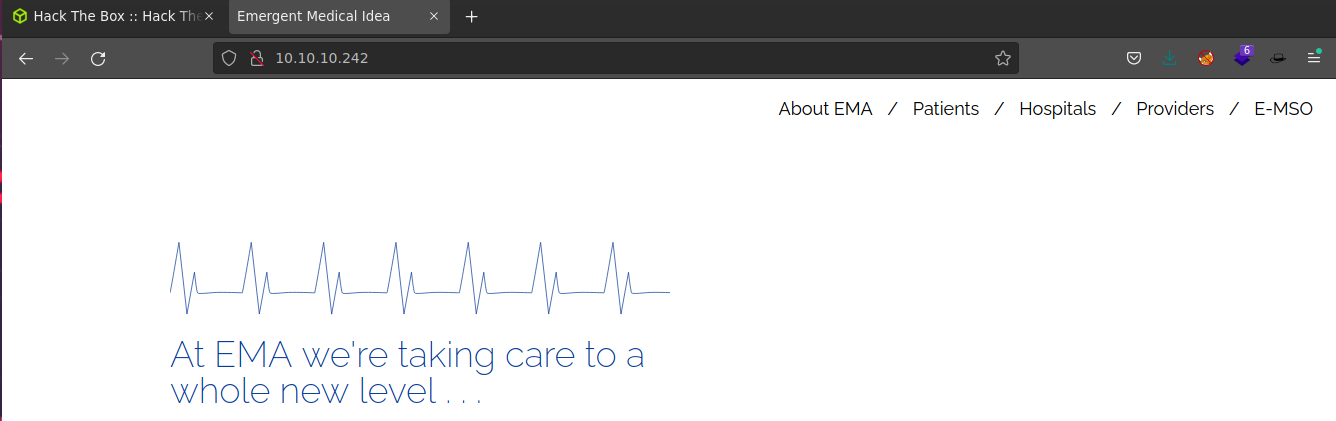 Hack The Box :: Hack The
Emergent Medical Idea
10.10.10.242
6
About EMA / Patients / Hospitals / Providers / E-MSO
At EMA we're taking care to a
whole new level . . .